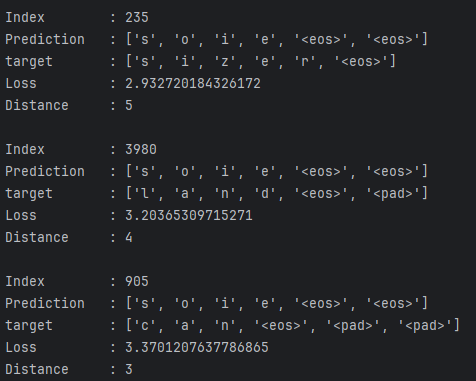 Index : 235
Prediction : ['s', 'o', 'i', 'e', '<eos>', '<eos>']
target : ['s', 'i', 'z', 'e', 'r', '<eos>']
Loss : 2.932720184326172
Distance : 5
Index : 3980
Prediction : ['s', 'o', 'i', 'e', '<eos>', '<eos>']
target : ['l', 'a', 'n', 'd', '<eos>', '<pad>']
Loss : 3.20365309715271
Distance : 4
Index : 905
Prediction : ['s', 'o', 'i', 'e', '<eos>', '<eos>']
target : ['c', 'a', 'n', '<eos>', '<pad>', '<pad>']
Loss : 3.3701207637786865
Distance : 3